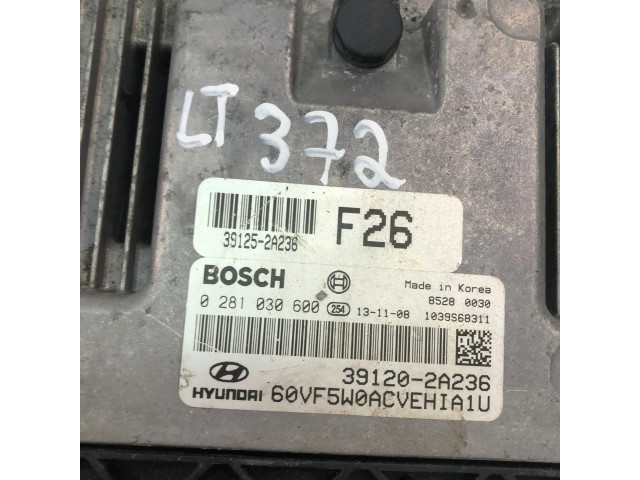 LT 372
39125-2A236 F26
BOSCH Made in Korea
8528 0030
0 281 030 600 254 13-11-08 1039S68311
39120-2A236
HYUNDAI 60VF5W0ACVEHIA1U